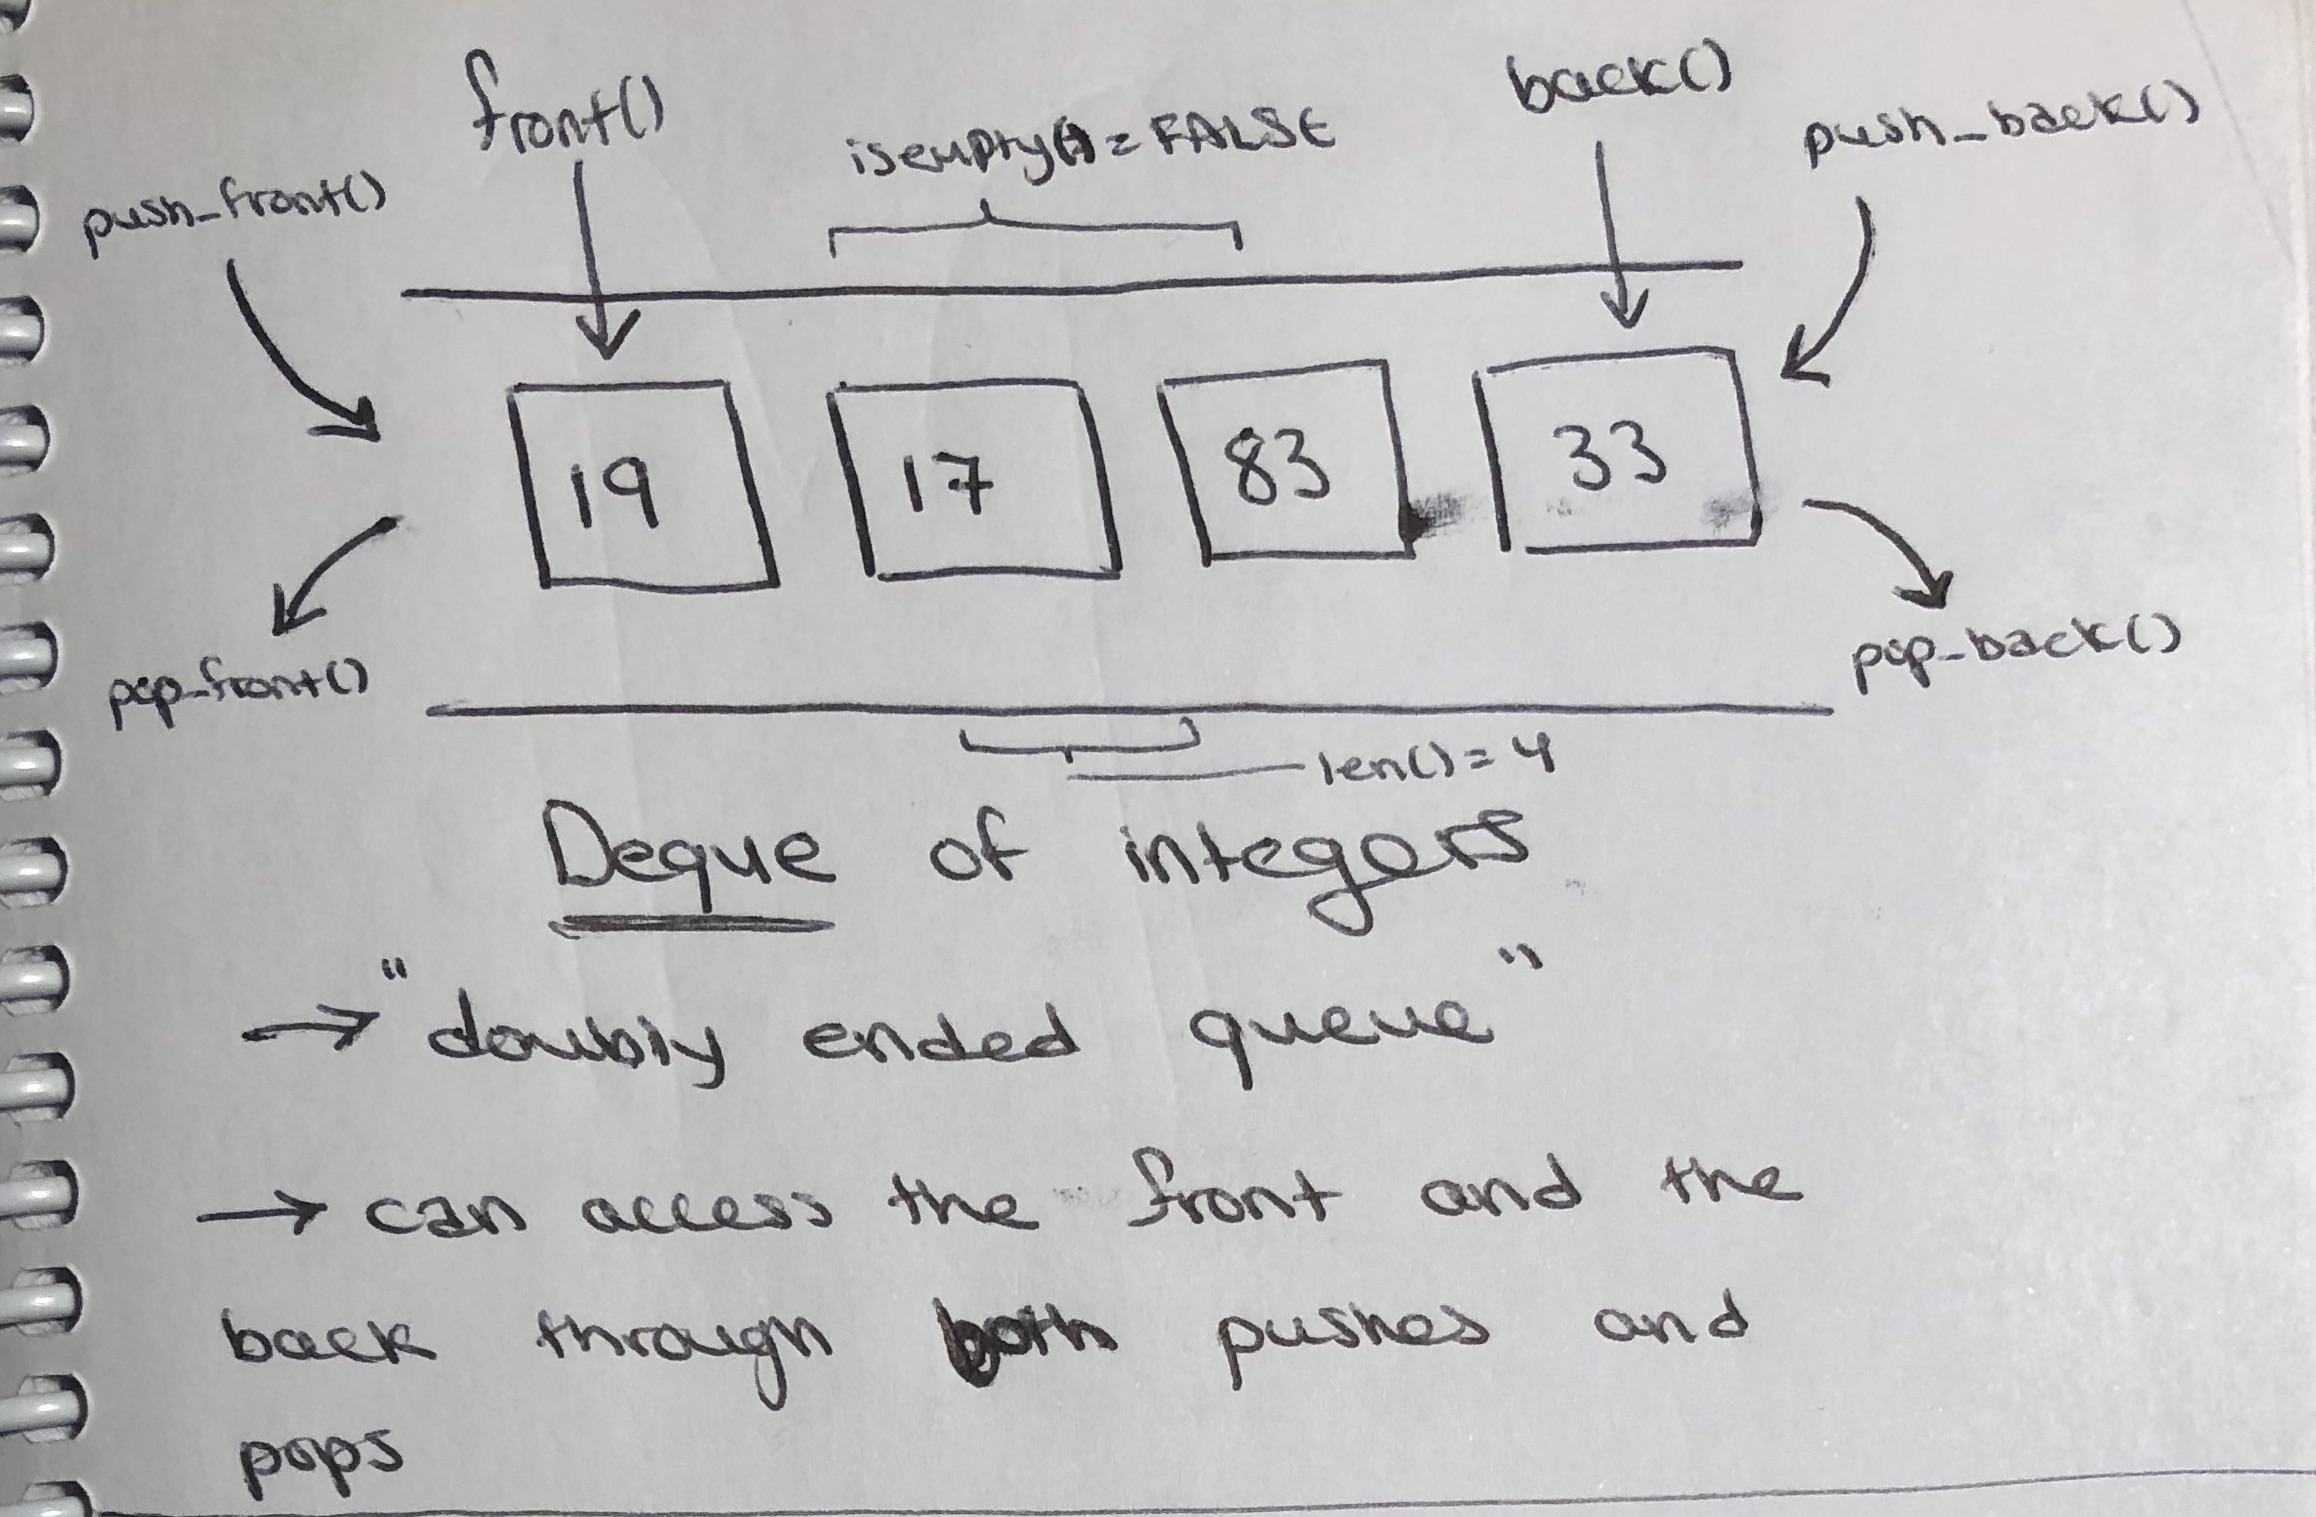 front()
back()
isempty() = FALSE
push_back()
push_front()
19 17 83 33
pop_front()
pop_back()
len() = 4
Deque of integers
→ "doubly ended queue"
→ can access the front and the
back through both pushes and
pops